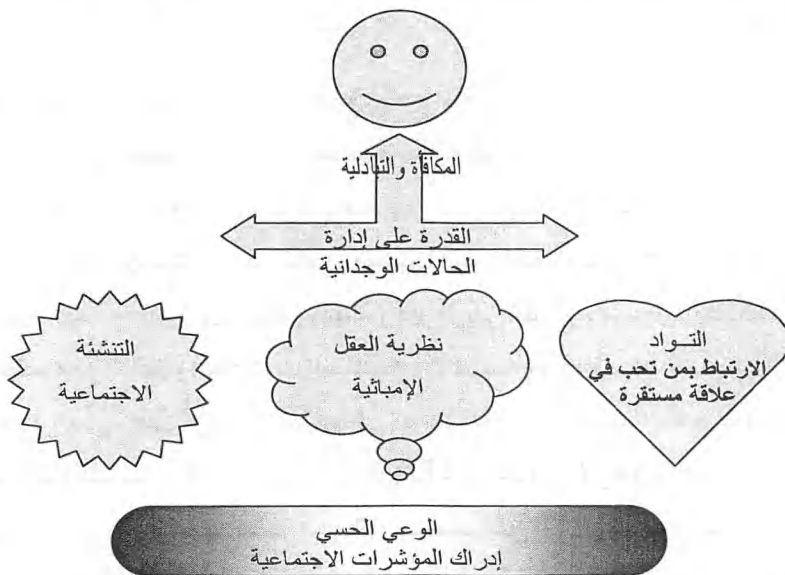 المكافأة والتبادلية
القدرة على إدارة
الحالات الوجدانية
التـواد
الارتباط بمن تحب في
علاقة مستقرة
نظرية العقل
الإمباثية
التنشئة
الاجتماعية
الوعي الحسي
إدراك المؤشرات الاجتماعية